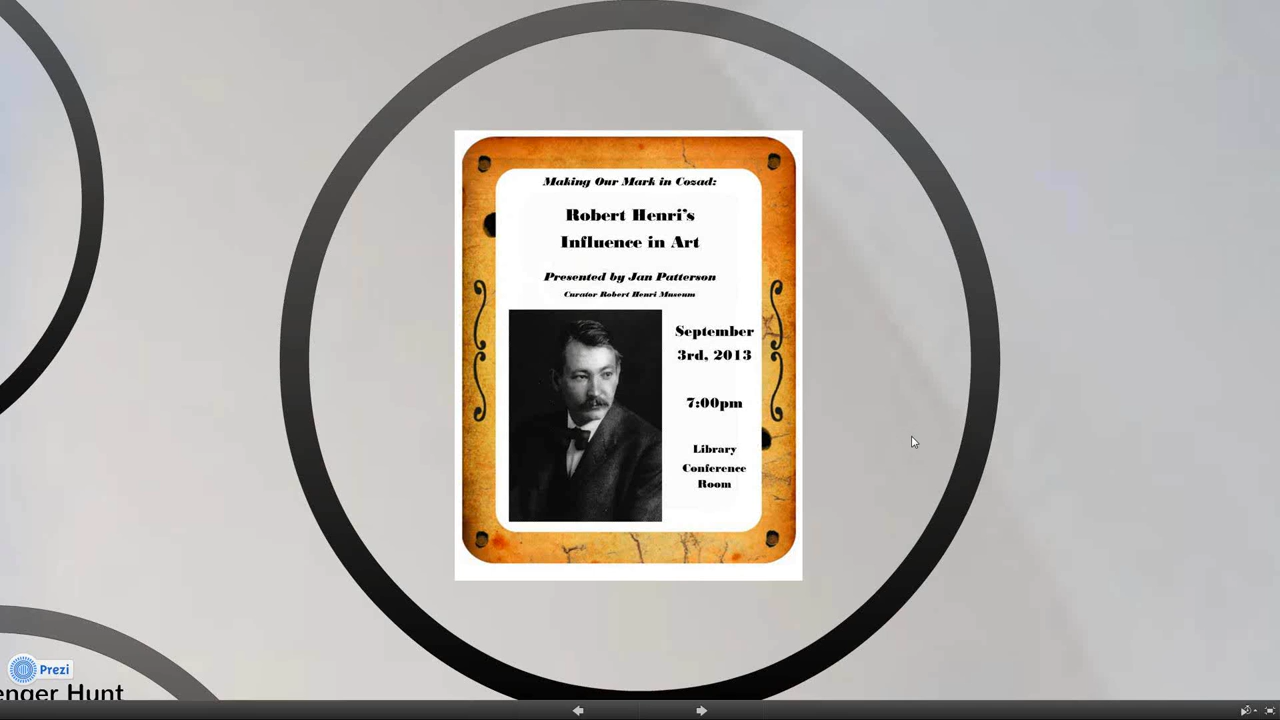 Making Our Mark in Cozad:
Robert Henri's
Influence in Art
Presented by Jan Patterson
Curator Robert Henri Museum
September
3rd, 2013
7:00pm
Library
Conference
Room
Prezi
enger Hunt